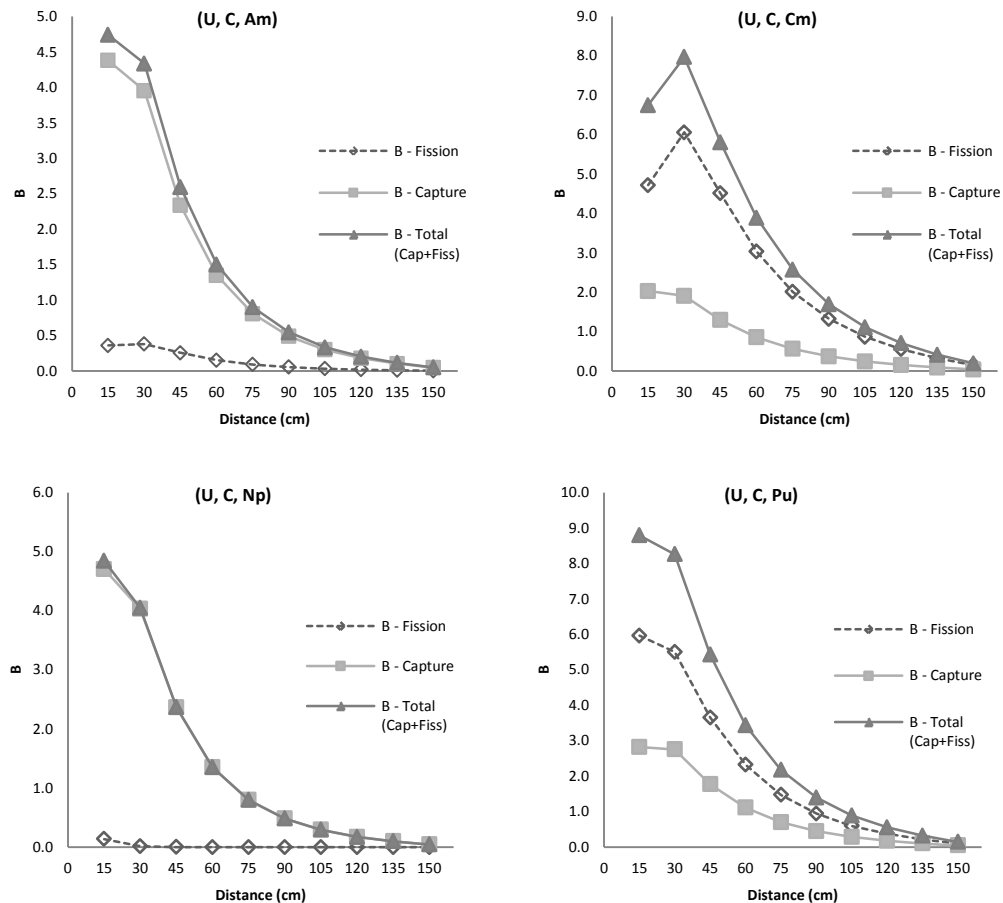 (U, C, Am)
5.0
4.5
4.0
3.5
3.0
2.5
2.0
1.5
1.0
0.5
0.0
B
0 15 30 45 60 75 90 105 120 135 150
Distance (cm)
B - Fission
B - Capture
B - Total
(Cap+Fiss)
(U, C, Cm)
9.0
8.0
7.0
6.0
5.0
4.0
3.0
2.0
1.0
0.0
B
0 15 30 45 60 75 90 105 120 135 150
Distance (cm)
B - Fission
B - Capture
B - Total
(Cap+Fiss)
(U, C, Np)
6.0
5.0
4.0
3.0
2.0
1.0
0.0
B
0 15 30 45 60 75 90 105 120 135 150
Distance (cm)
B - Fission
B - Capture
B - Total
(Cap+Fiss)
(U, C, Pu)
10.0
9.0
8.0
7.0
6.0
5.0
4.0
3.0
2.0
1.0
0.0
B
0 15 30 45 60 75 90 105 120 135 150
Distance (cm)
B - Fission
B - Capture
B - Total
(Cap+Fiss)